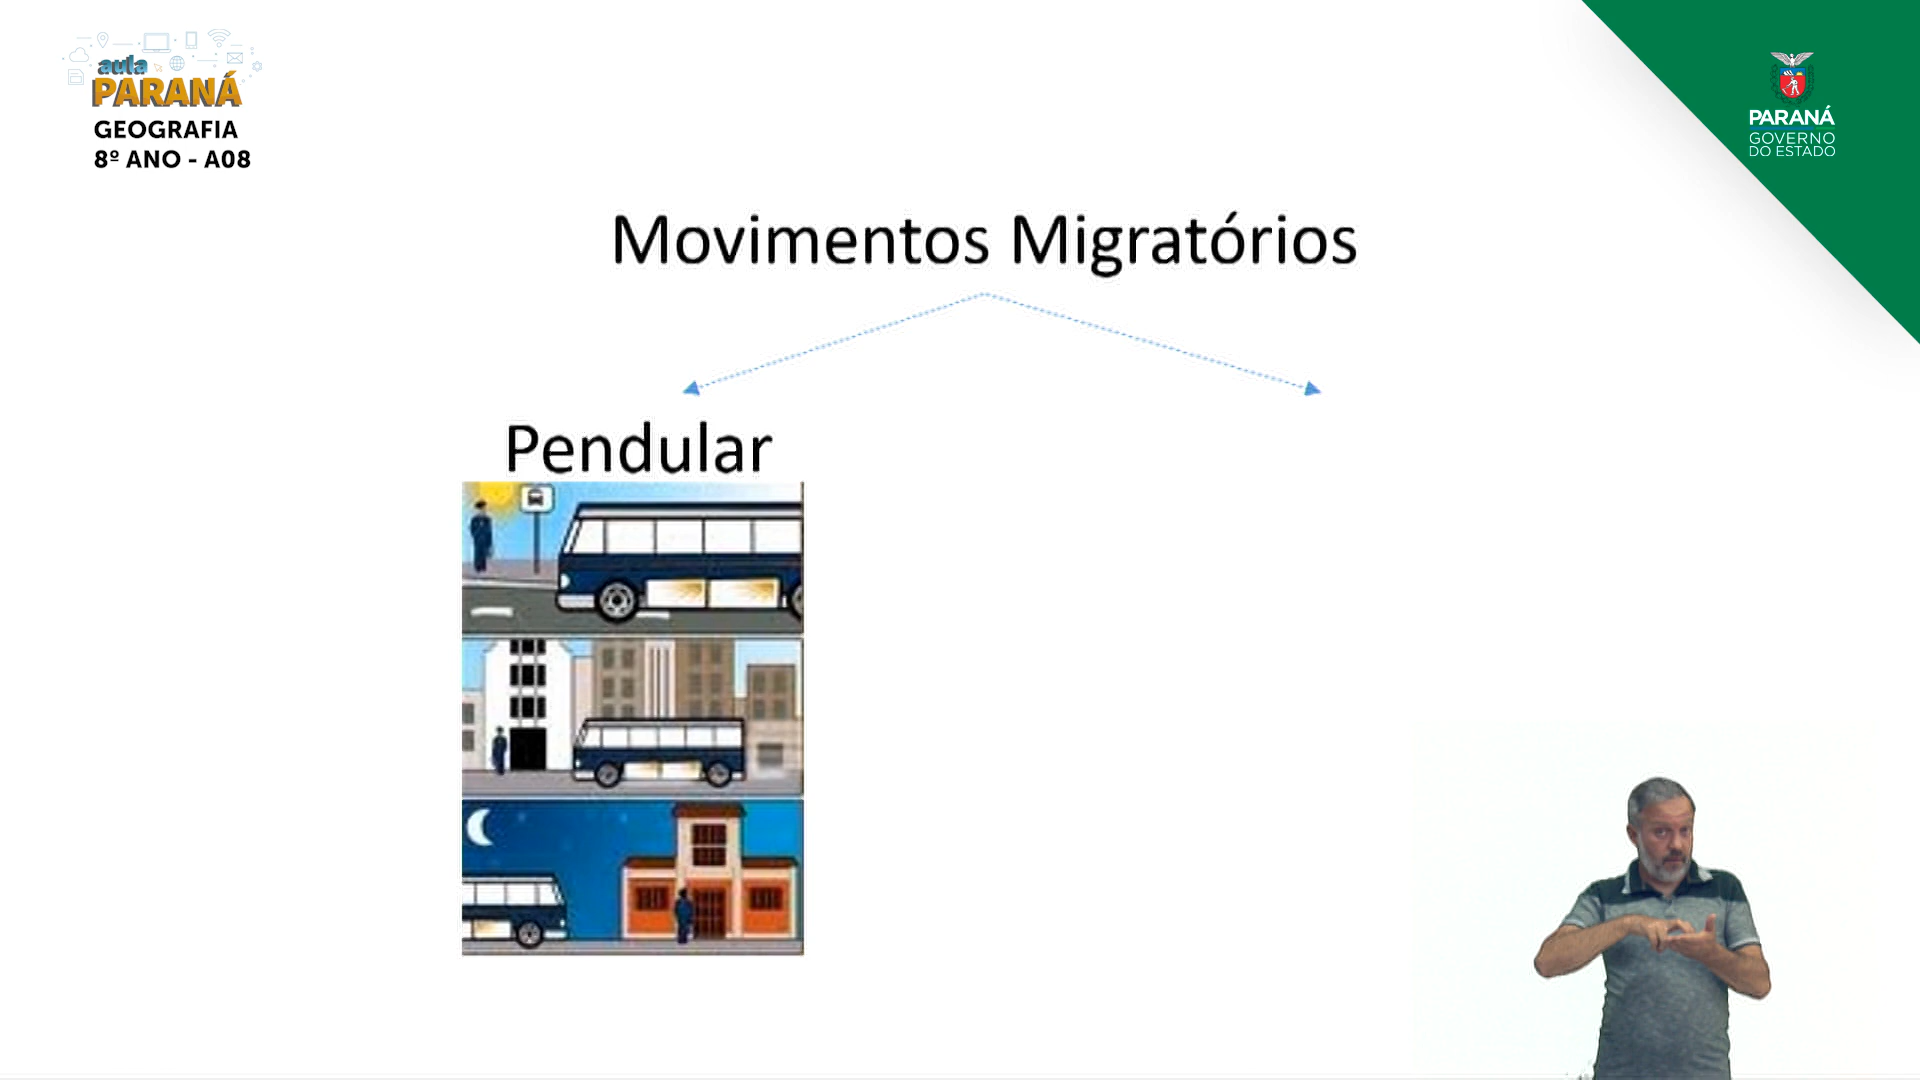 aula
PARANÁ
GEOGRAFIA
8º ANO - A08
PARANÁ
GOVERNO
DO ESTADO
Movimentos Migratórios
Pendular